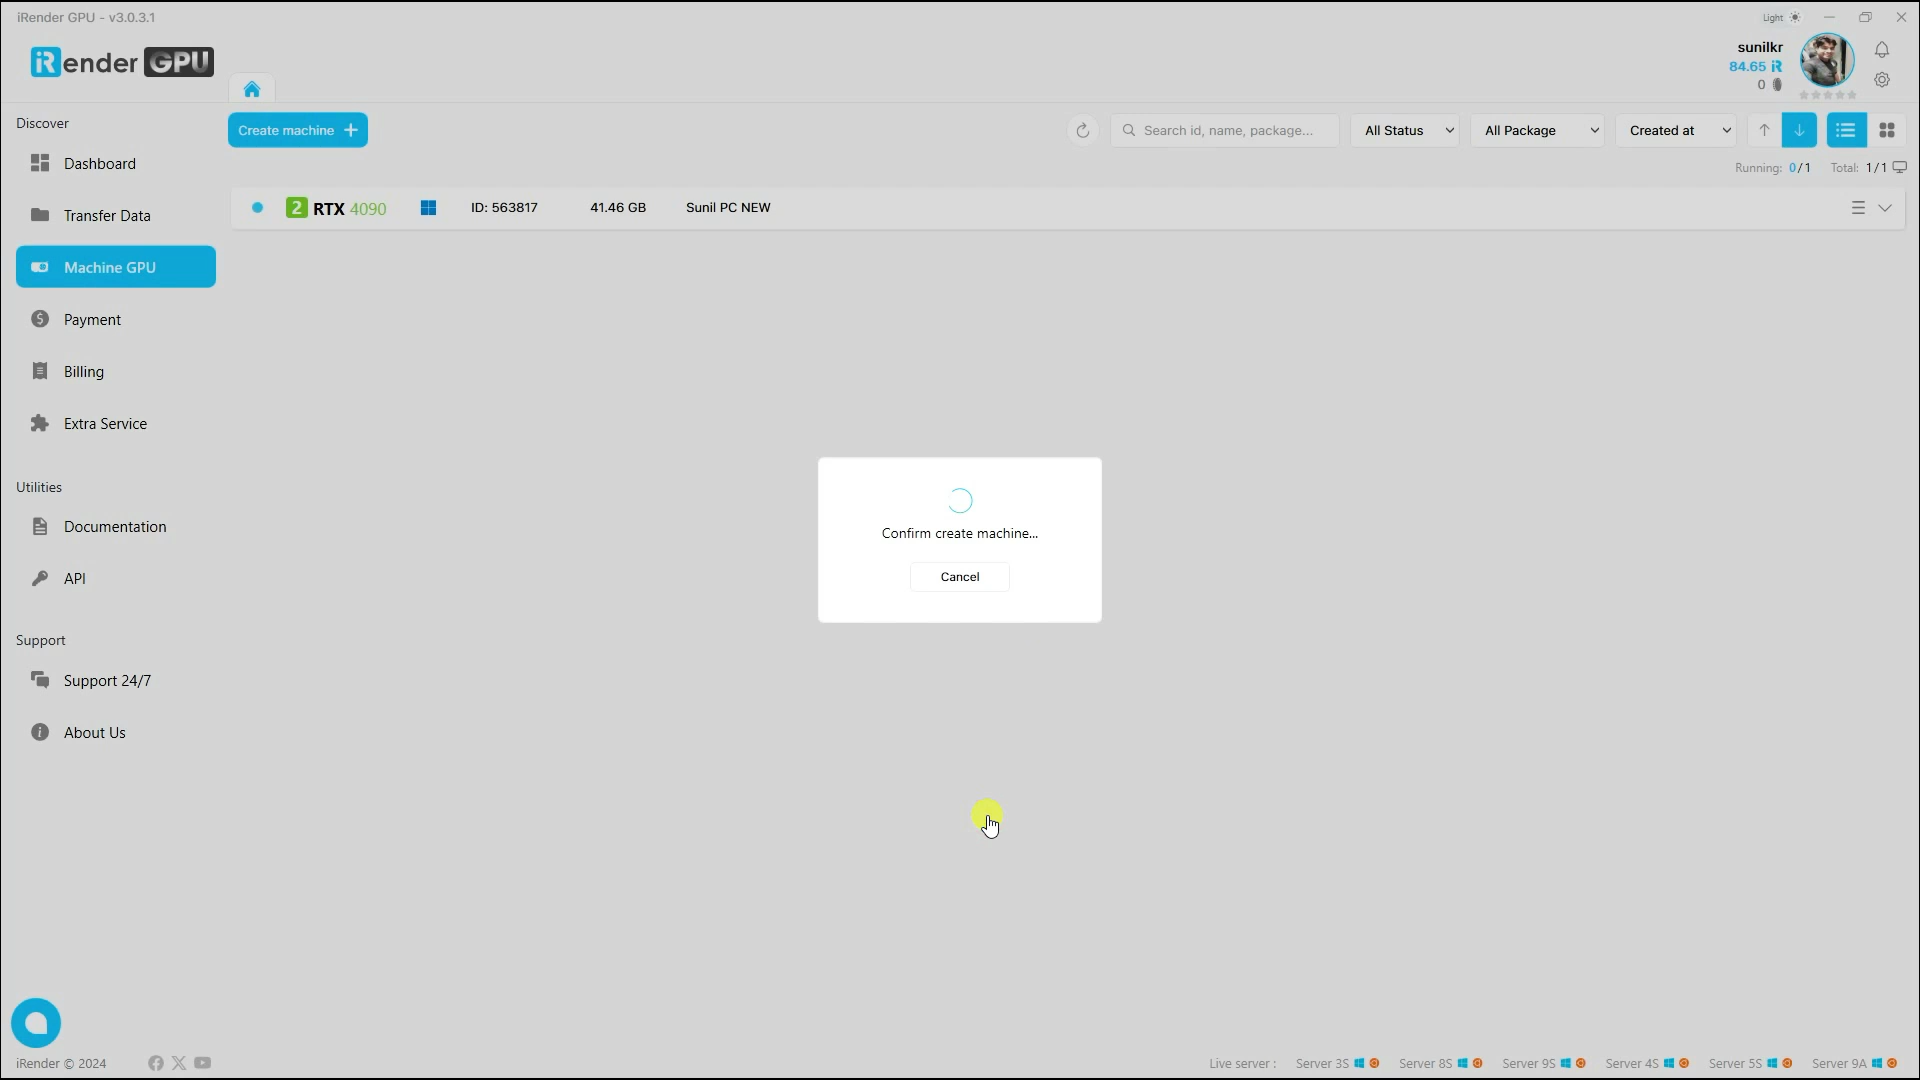 iRender GPU - v3.0.3.1
Light
iRender GPU
sunilkr
84.65 iR
0
Discover
Create machine +
Search id, name, package...
All Status
All Package
Created at
Dashboard
Running: 0/1 Total: 1/1
Transfer Data
2 RTX 4090 ID: 563817 41.46 GB Sunil PC NEW
Machine GPU
Payment
Billing
Extra Service
Utilities
Confirm create machine...
Documentation
Cancel
API
Support
Support 24/7
About Us
iRender © 2024
Live server : Server 3S Server 8S Server 9S Server 4S Server 5S Server 9A